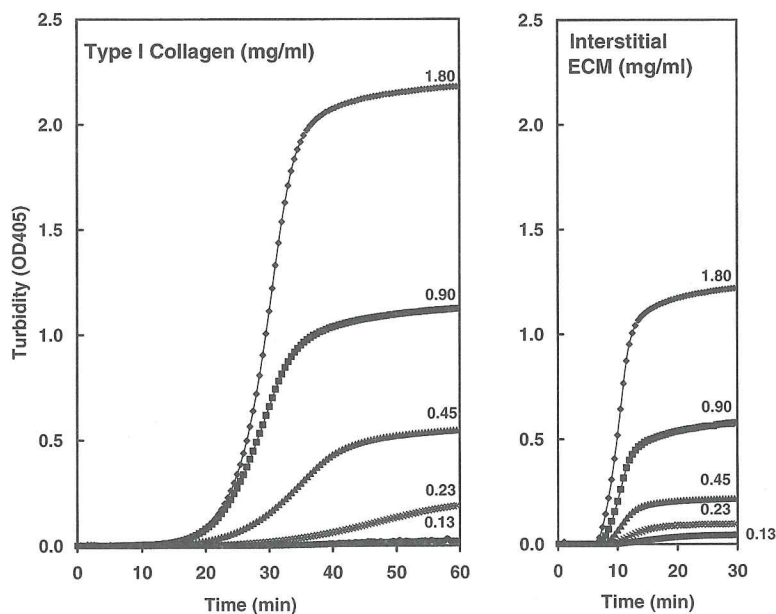 Type I Collagen (mg/ml)
Turbidity (OD405)
2.5
2.0
1.5
1.0
0.5
0.0
1.80
0.90
0.45
0.23
0.13
0 10 20 30 40 50 60
Time (min)
Interstitial
ECM (mg/ml)
2.5
2.0
1.5
1.0
0.5
0.0
1.80
0.90
0.45
0.23
0.13
0 10 20 30
Time (min)